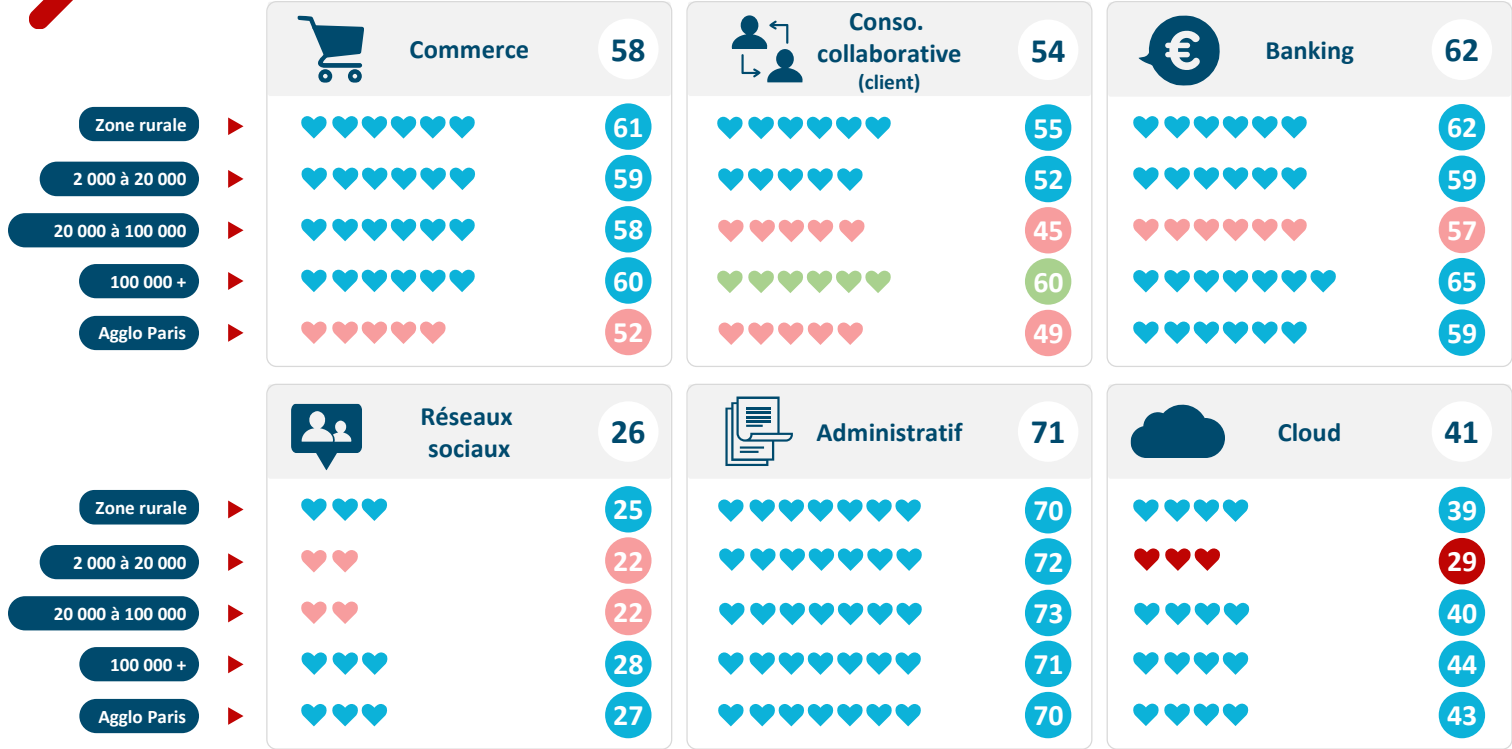 Commerce 58
Conso.
collaborative
(client)
54
Banking 62
Zone rurale 61 55 62
2 000 à 20 000 59 52 59
20 000 à 100 000 58 45 57
100 000 + 60 60 65
Agglo Paris 52 49 59
Réseaux
sociaux
26
Administratif 71
Cloud 41
Zone rurale 25 70 39
2 000 à 20 000 22 72 29
20 000 à 100 000 22 73 40
100 000 + 28 71 44
Agglo Paris 27 70 43